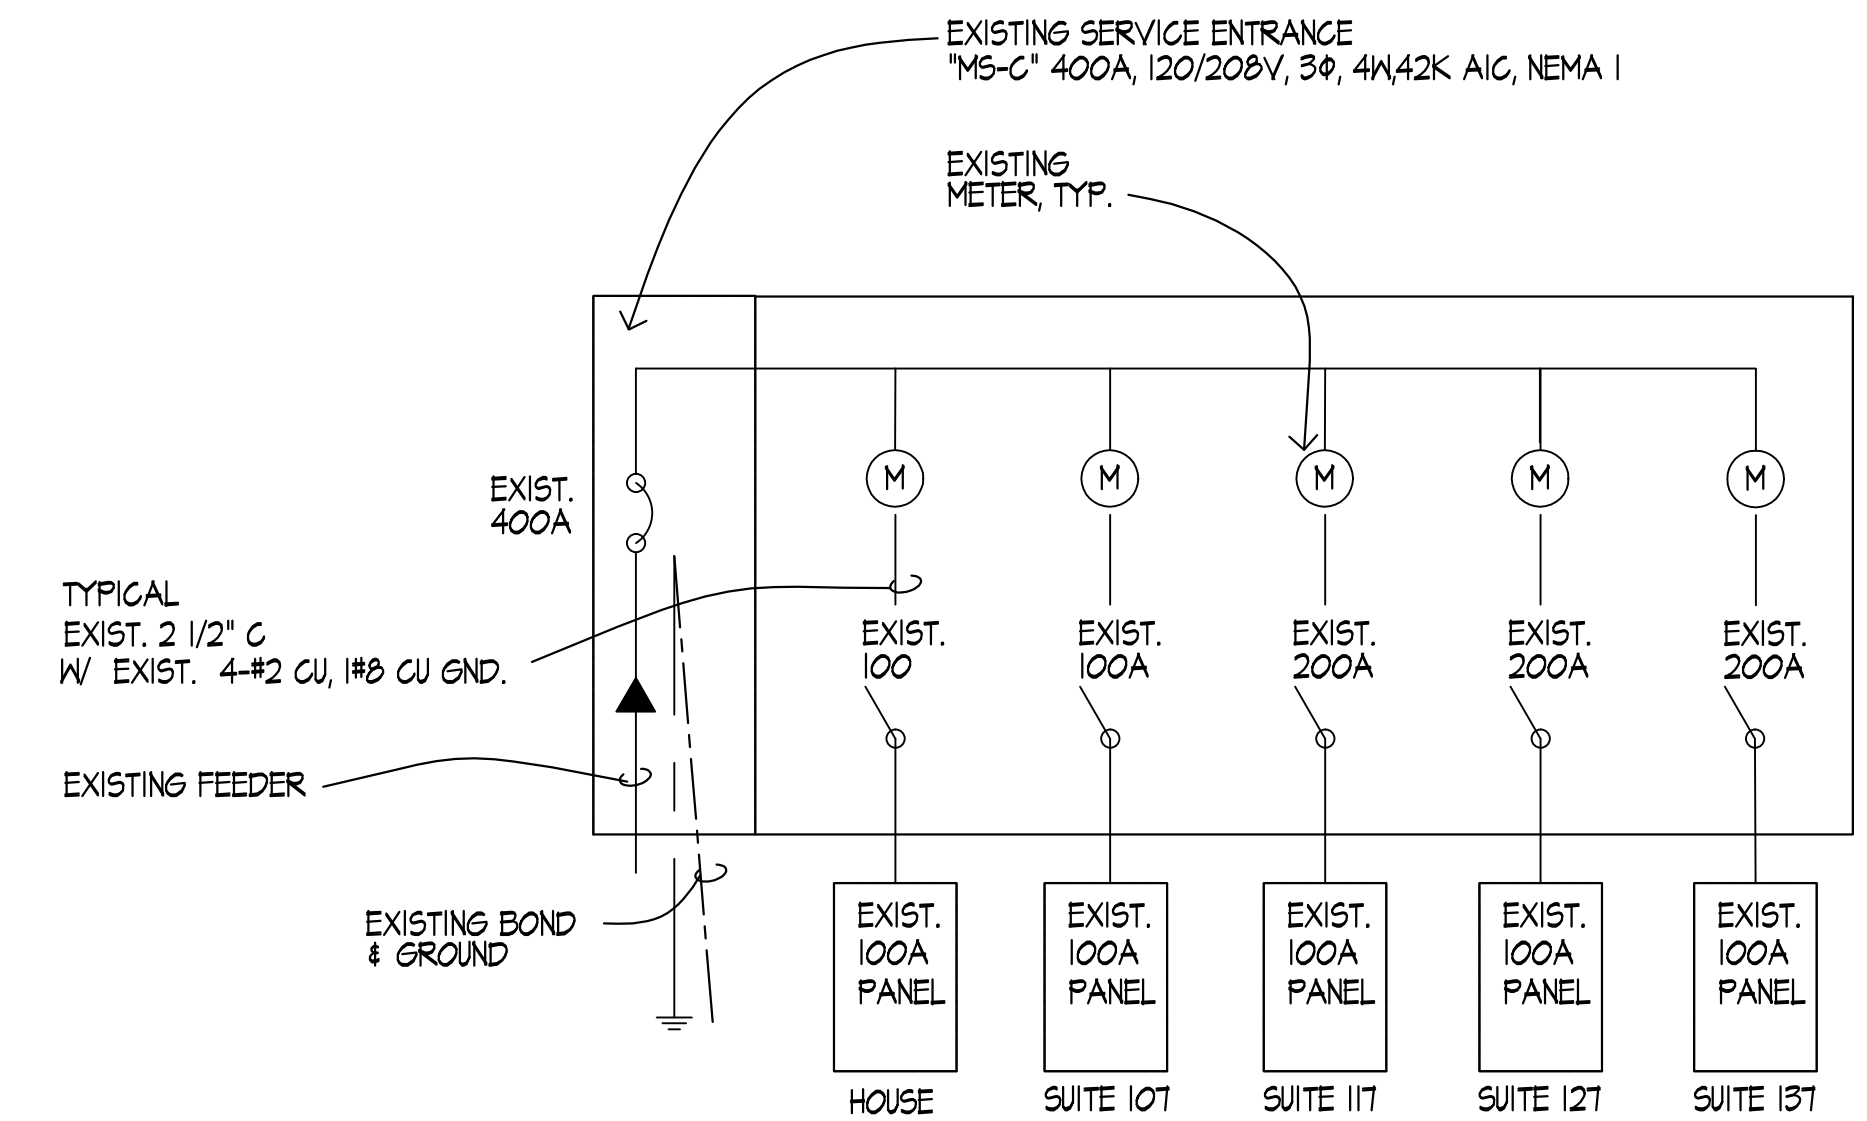 EXISTING SERVICE ENTRANCE
"MS-C" 400A, 120/208V, 3Φ, 4W,42K AIC, NEMA 1
EXISTING
METER, TYP.
EXIST.
400A
M M M M M
TYPICAL
EXIST. 2 1/2" C
W/ EXIST. 4-#2 CU, 1#8 CU GND.
EXIST.
100
EXIST.
100A
EXIST.
200A
EXIST.
200A
EXIST.
200A
EXISTING FEEDER
EXISTING BOND
& GROUND
EXIST.
100A
PANEL
HOUSE
EXIST.
100A
PANEL
SUITE 107
EXIST.
100A
PANEL
SUITE 117
EXIST.
100A
PANEL
SUITE 127
EXIST.
100A
PANEL
SUITE 137